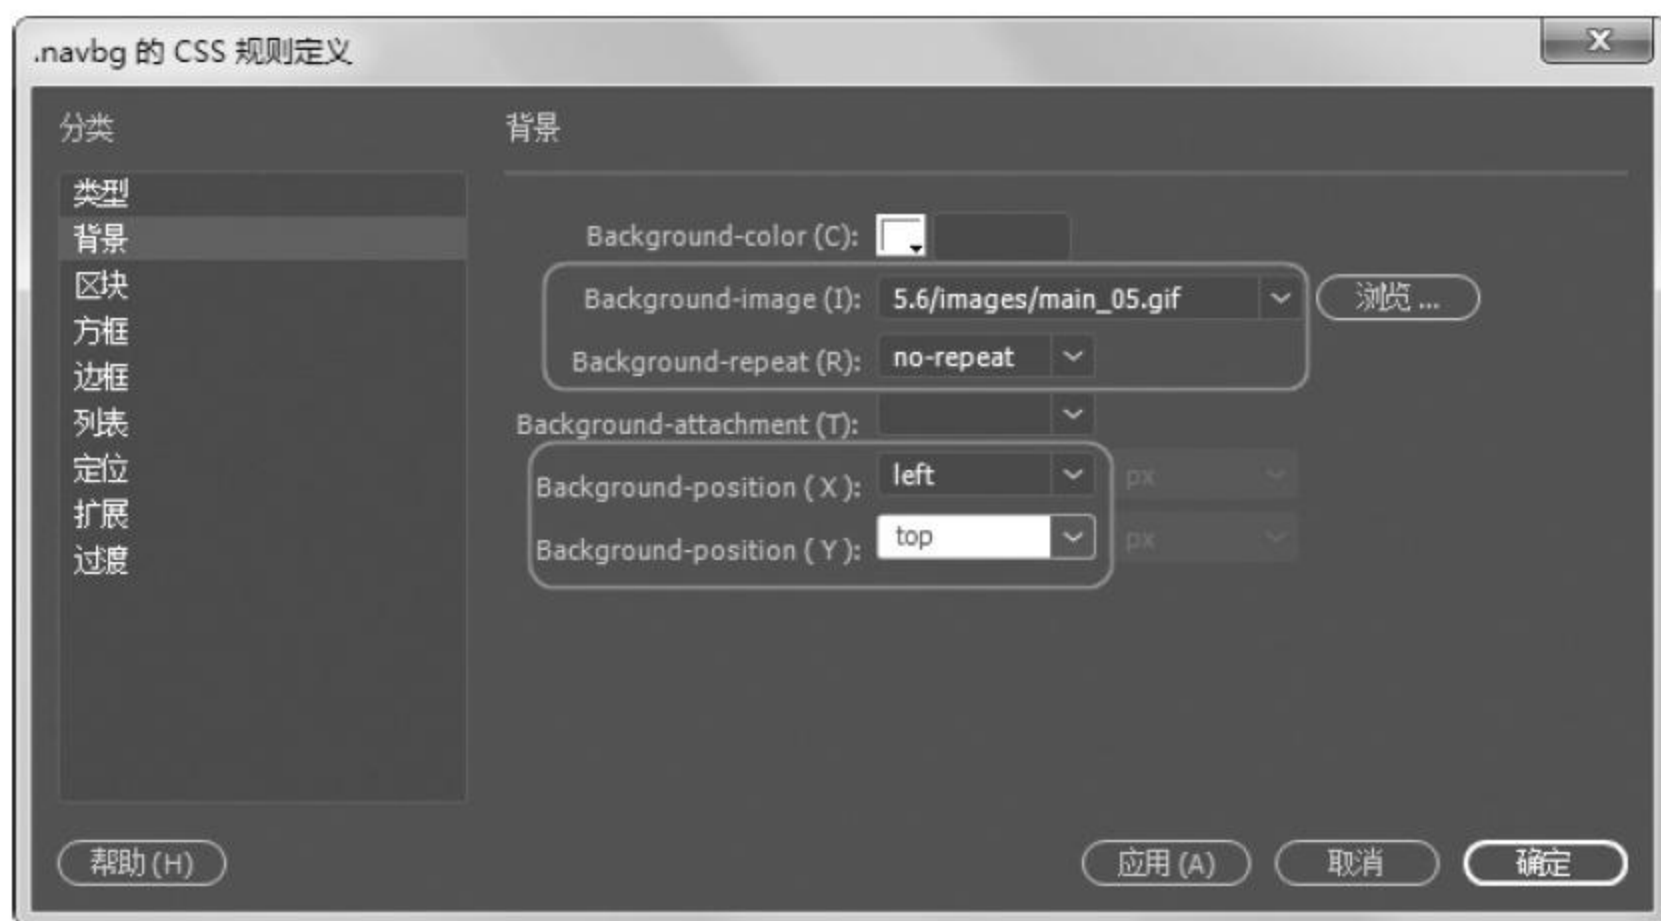 .navbg 的 CSS 规则定义
X
分类
类型
背景
区块
方框
边框
列表
定位
扩展
过度
背景
Background-color (C):
Background-image (I): 5.6/images/main_05.gif 浏览 ...
Background-repeat (R): no-repeat
Background-attachment (T):
Background-position ( X ): left px
Background-position ( Y ): top px
帮助 (H) 应用 (A) 取消 确定